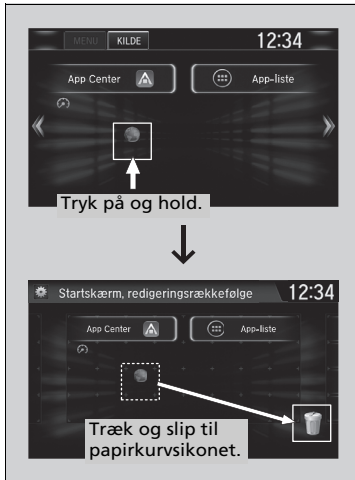 MENU KILDE 12:34
App Center App-liste
Tryk på og hold.
Startskærm, redigeringsrækkefølge 12:34
App Center App-liste
Træk og slip til
papirkurvsikonet.